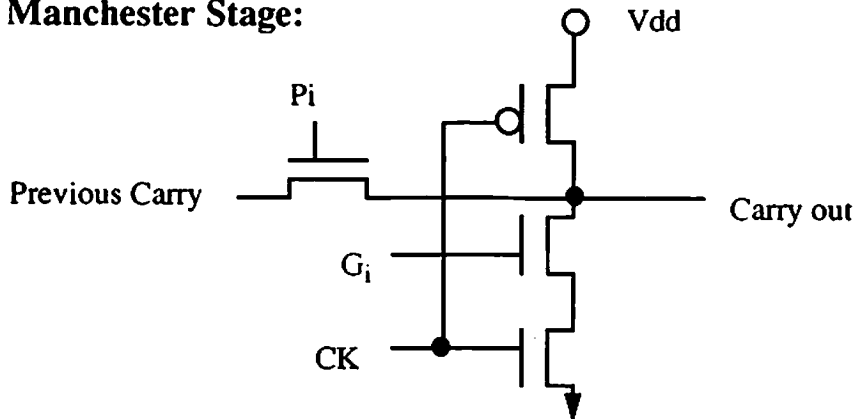 Manchester Stage:
Vdd
Pi
Previous Carry
Carry out
Gi
CK